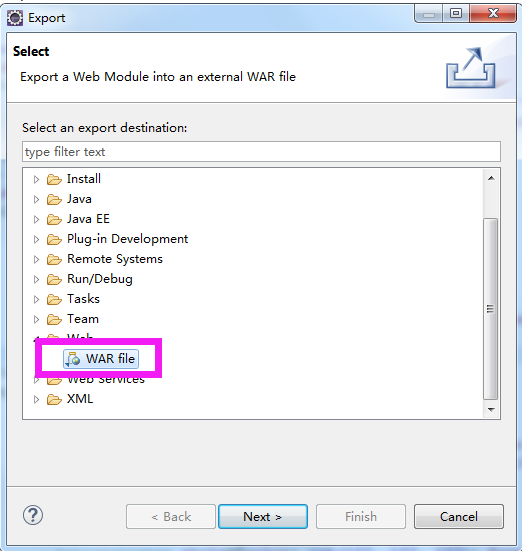 Export
Select
Export a Web Module into an external WAR file
Select an export destination:
type filter text
Install
Java
Java EE
Plug-in Development
Remote Systems
Run/Debug
Tasks
Team
Web
WAR file
Web Services
XML
?
< Back
Next >
Finish
Cancel